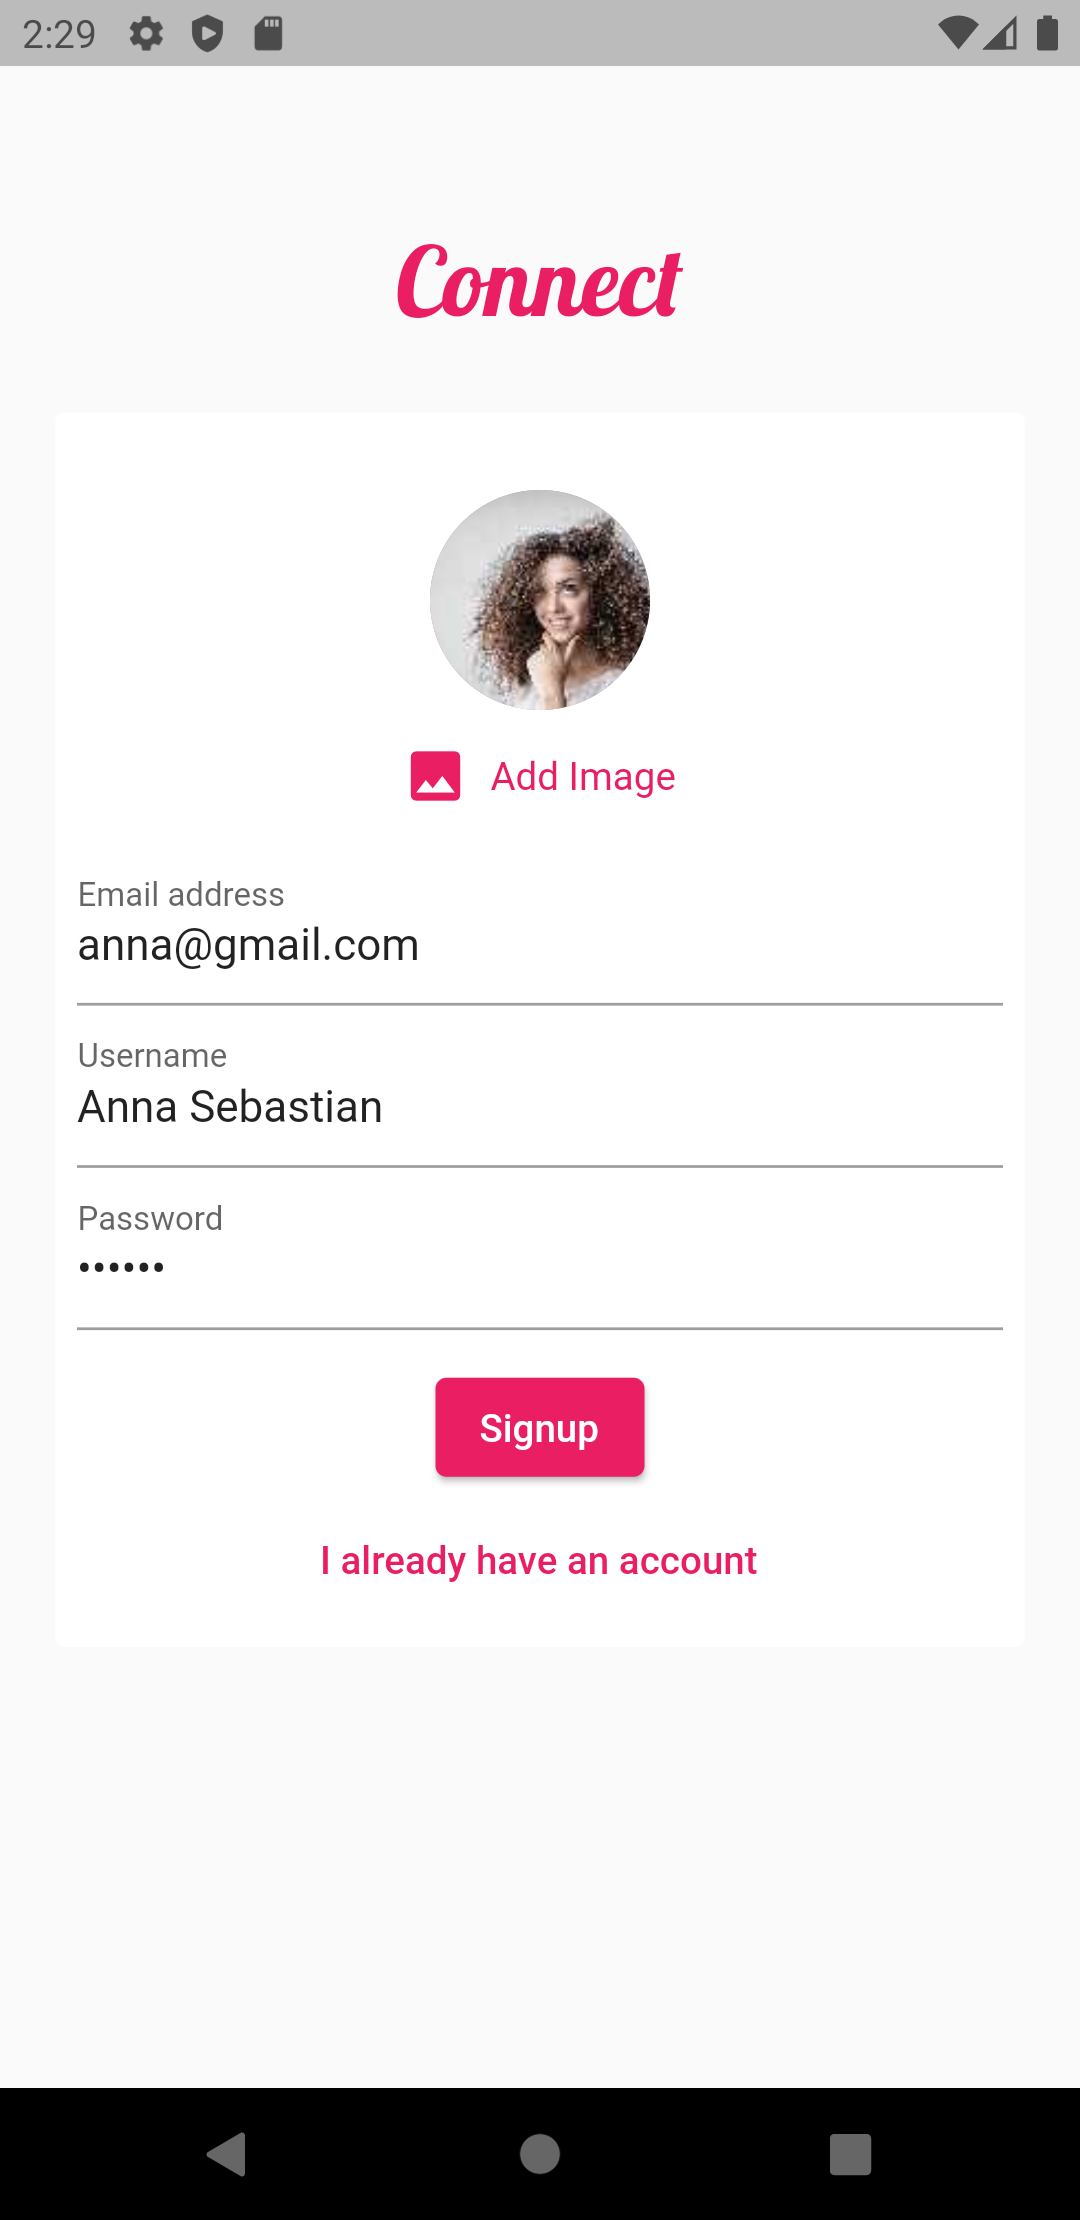 2:29
Connect
Add Image
Email address
anna@gmail.com
Username
Anna Sebastian
Password
••••••
Signup
I already have an account